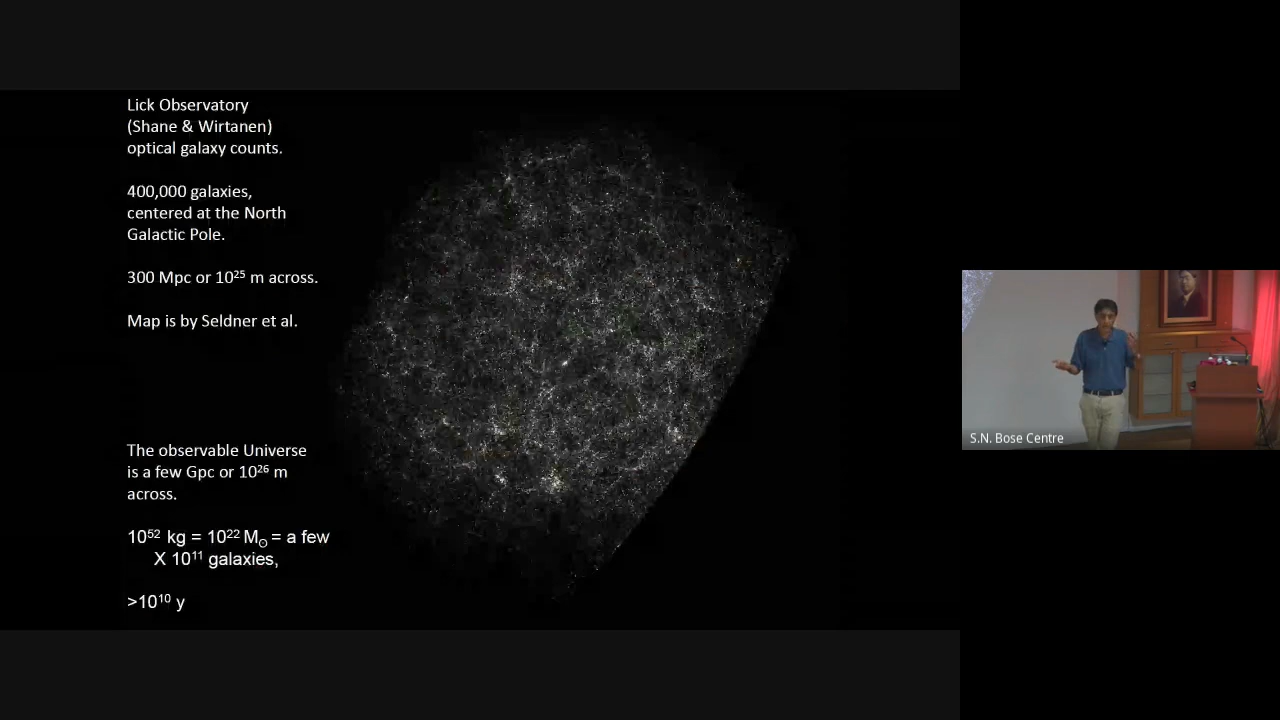 Lick Observatory
(Shane & Wirtanen)
optical galaxy counts.
400,000 galaxies,
centered at the North
Galactic Pole.
300 Mpc or 10²⁵ m across.
Map is by Seldner et al.
The observable Universe
is a few Gpc or 10²⁶ m
across.
10⁵² kg = 10²² M☉ = a few
X 10¹¹ galaxies,
>10¹⁰ y
S.N. Bose Centre